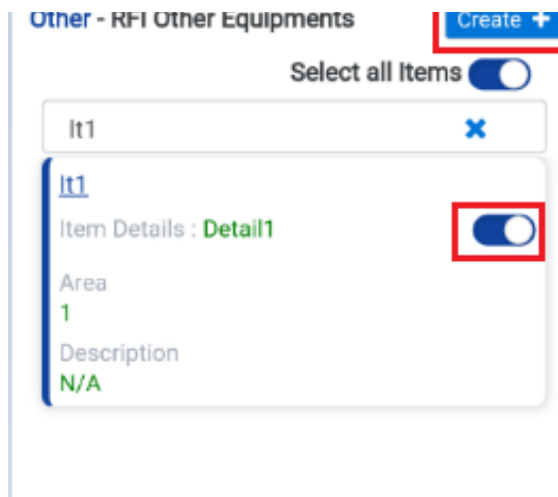 Other - RFI Other Equipments
Create +
Select all Items
It1
It1
Item Details : Detail1
Area
1
Description
N/A